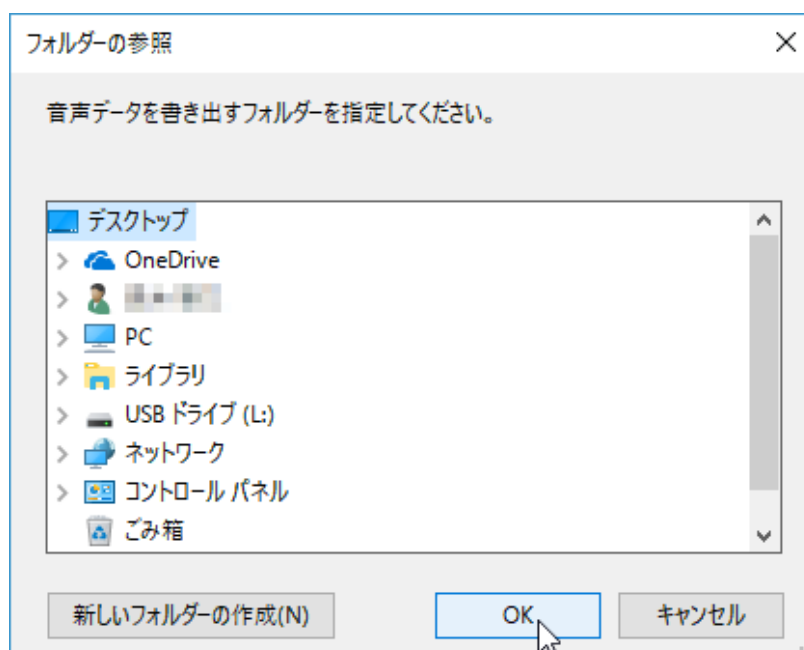 フォルダーの参照
音声データを書き出すフォルダーを指定してください。
デスクトップ
OneDrive
PC
ライブラリ
USB ドライブ (L:)
ネットワーク
コントロール パネル
ごみ箱
新しいフォルダーの作成(N)
OK
キャンセル